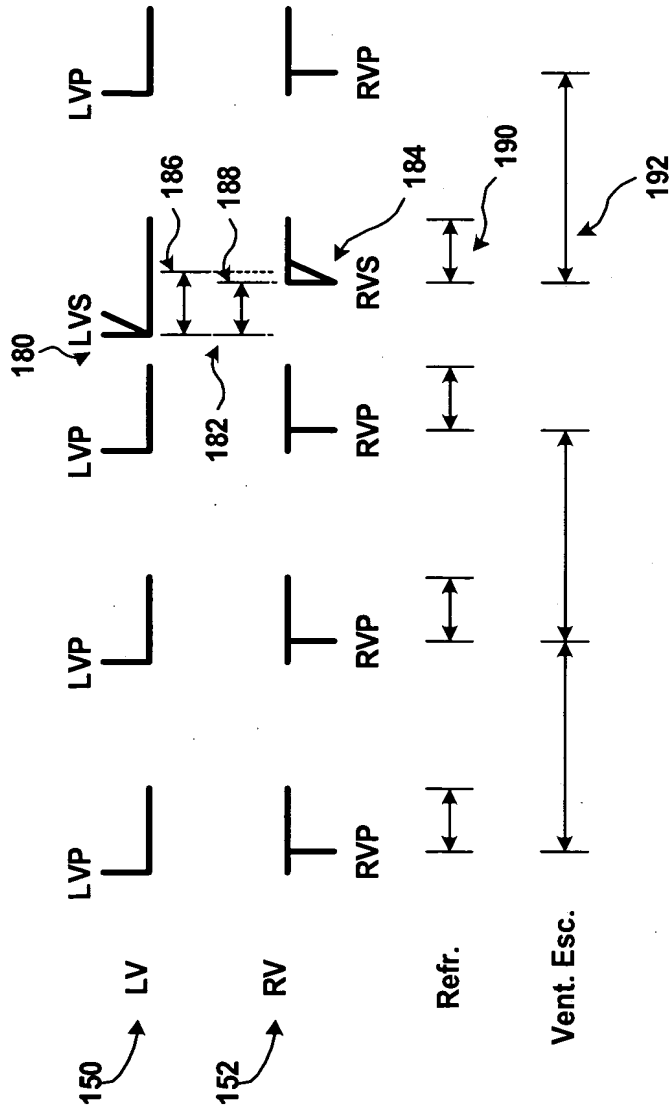 180
LVP LVP LVP LVS LVP
150 LV
186
182
188
152 RV
RVP RVP RVP RVS RVP
184
Refr.
190
Vent. Esc.
192